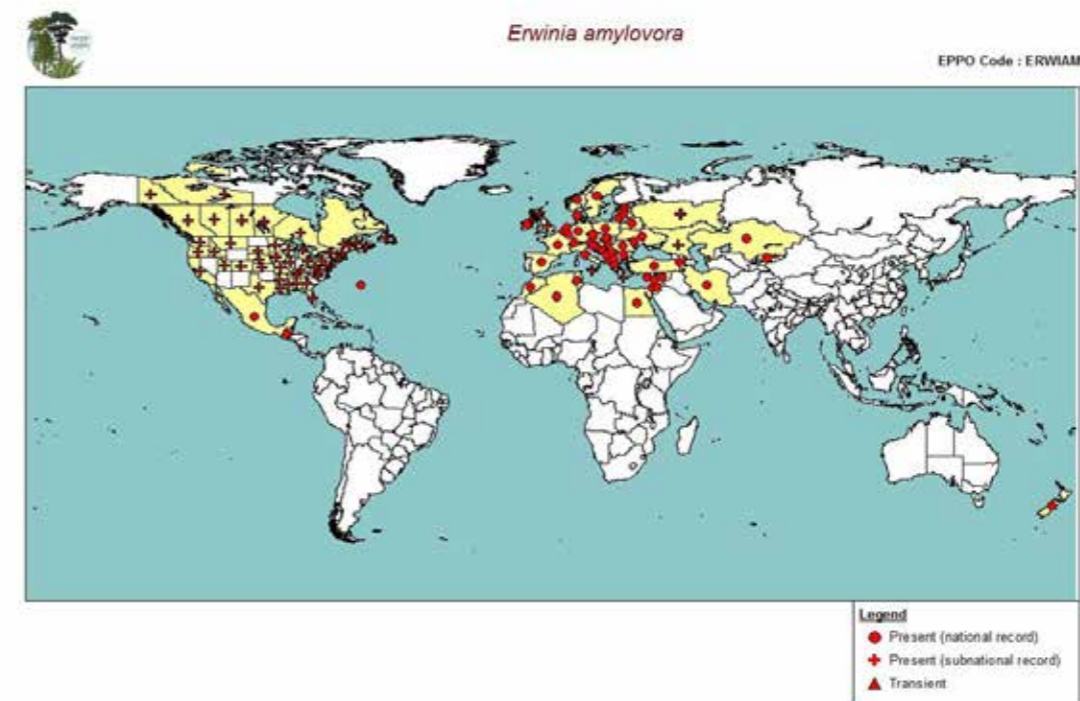 Erwinia amylovora
EPPO Code : ERWIAM
Legend
Present (national record)
Present (subnational record)
Transient